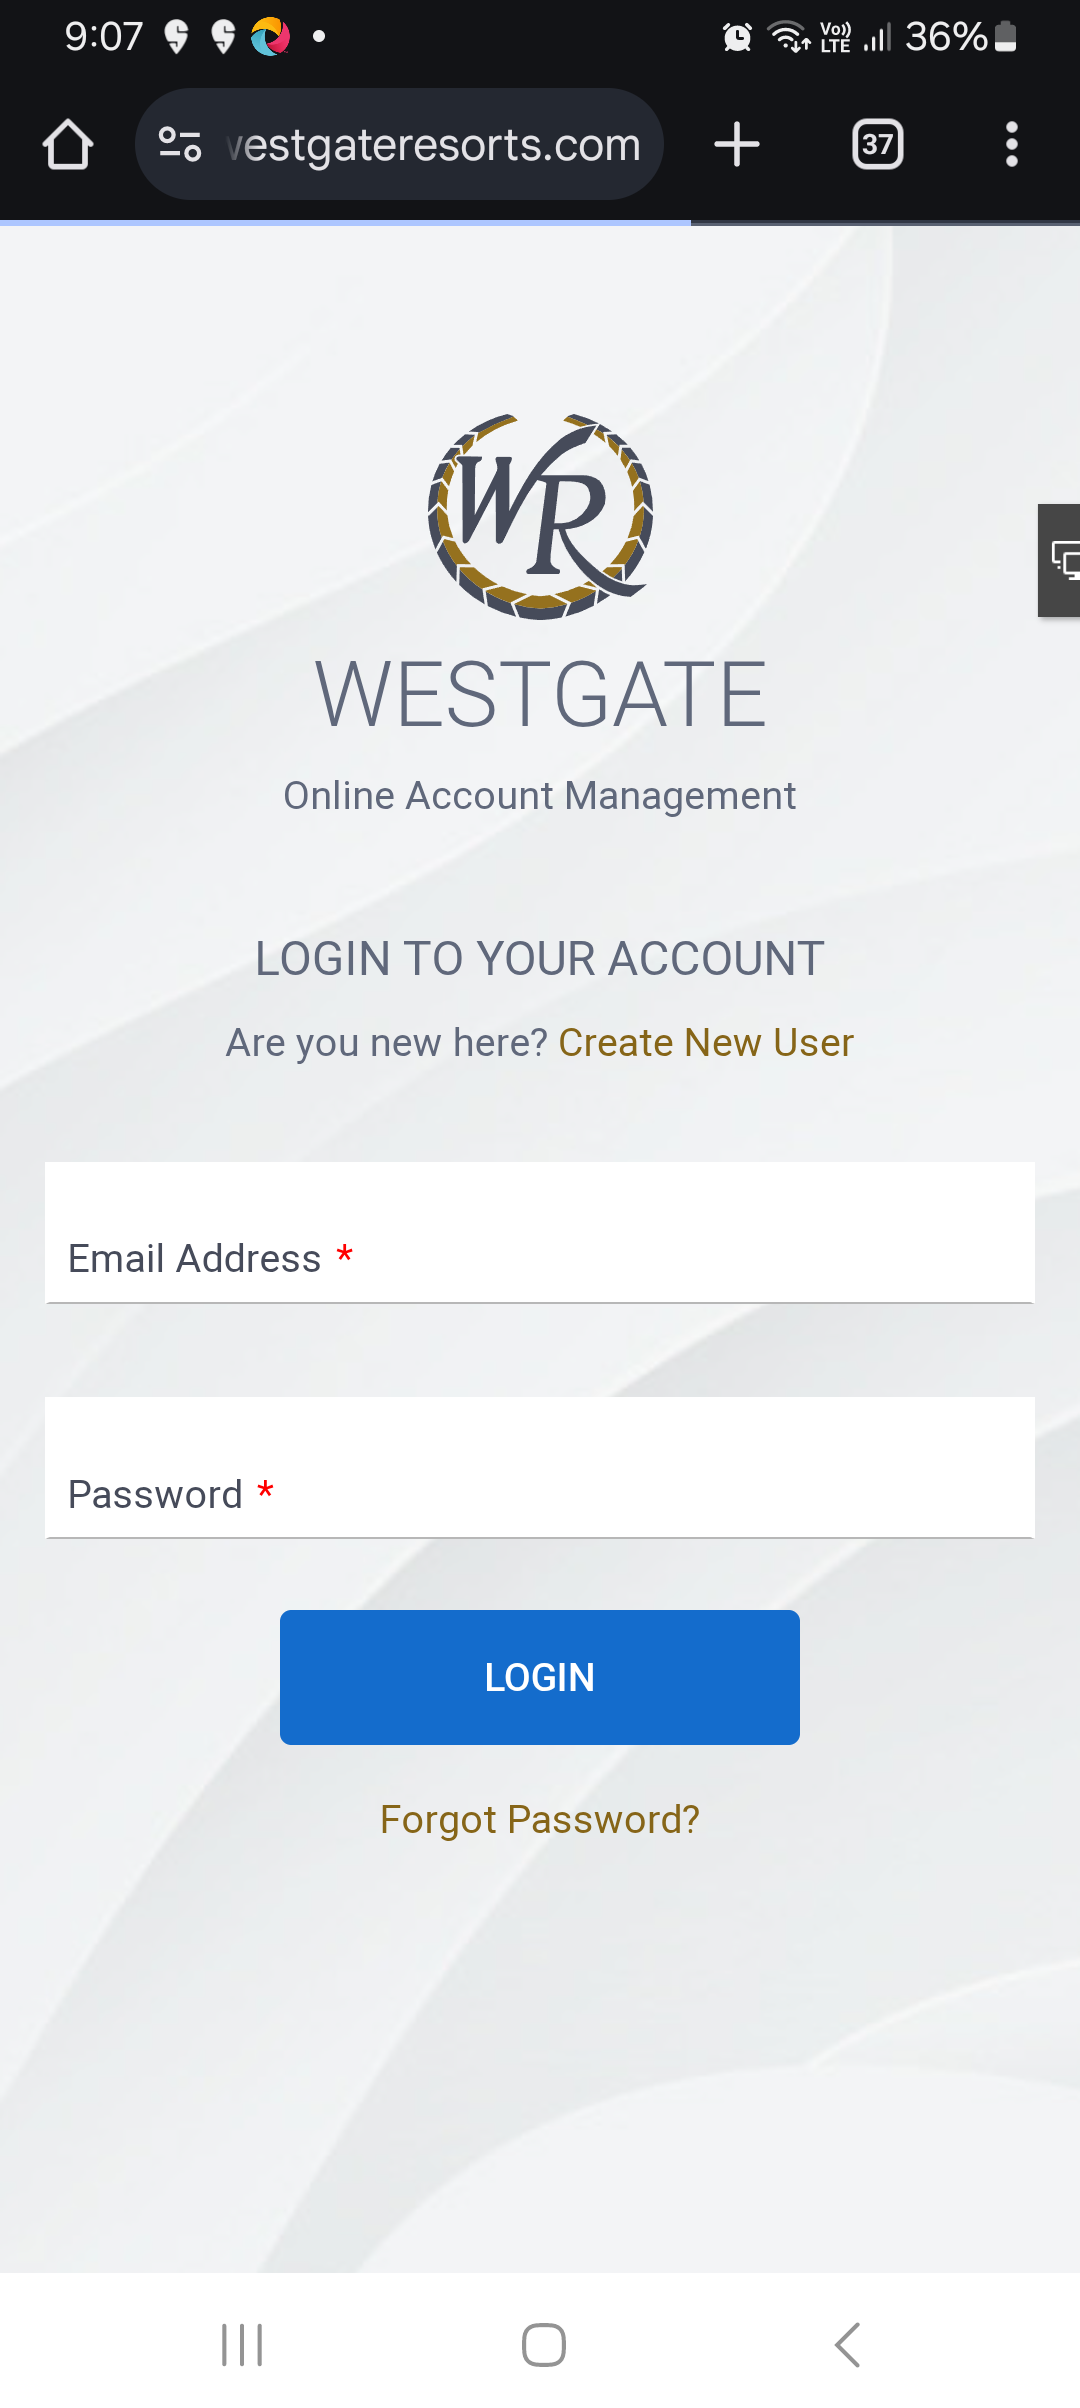 9:07 Vo)) LTE 36%
westgateresorts.com 37
WR
WESTGATE
Online Account Management
LOGIN TO YOUR ACCOUNT
Are you new here? Create New User
Email Address *
Password *
LOGIN
Forgot Password?